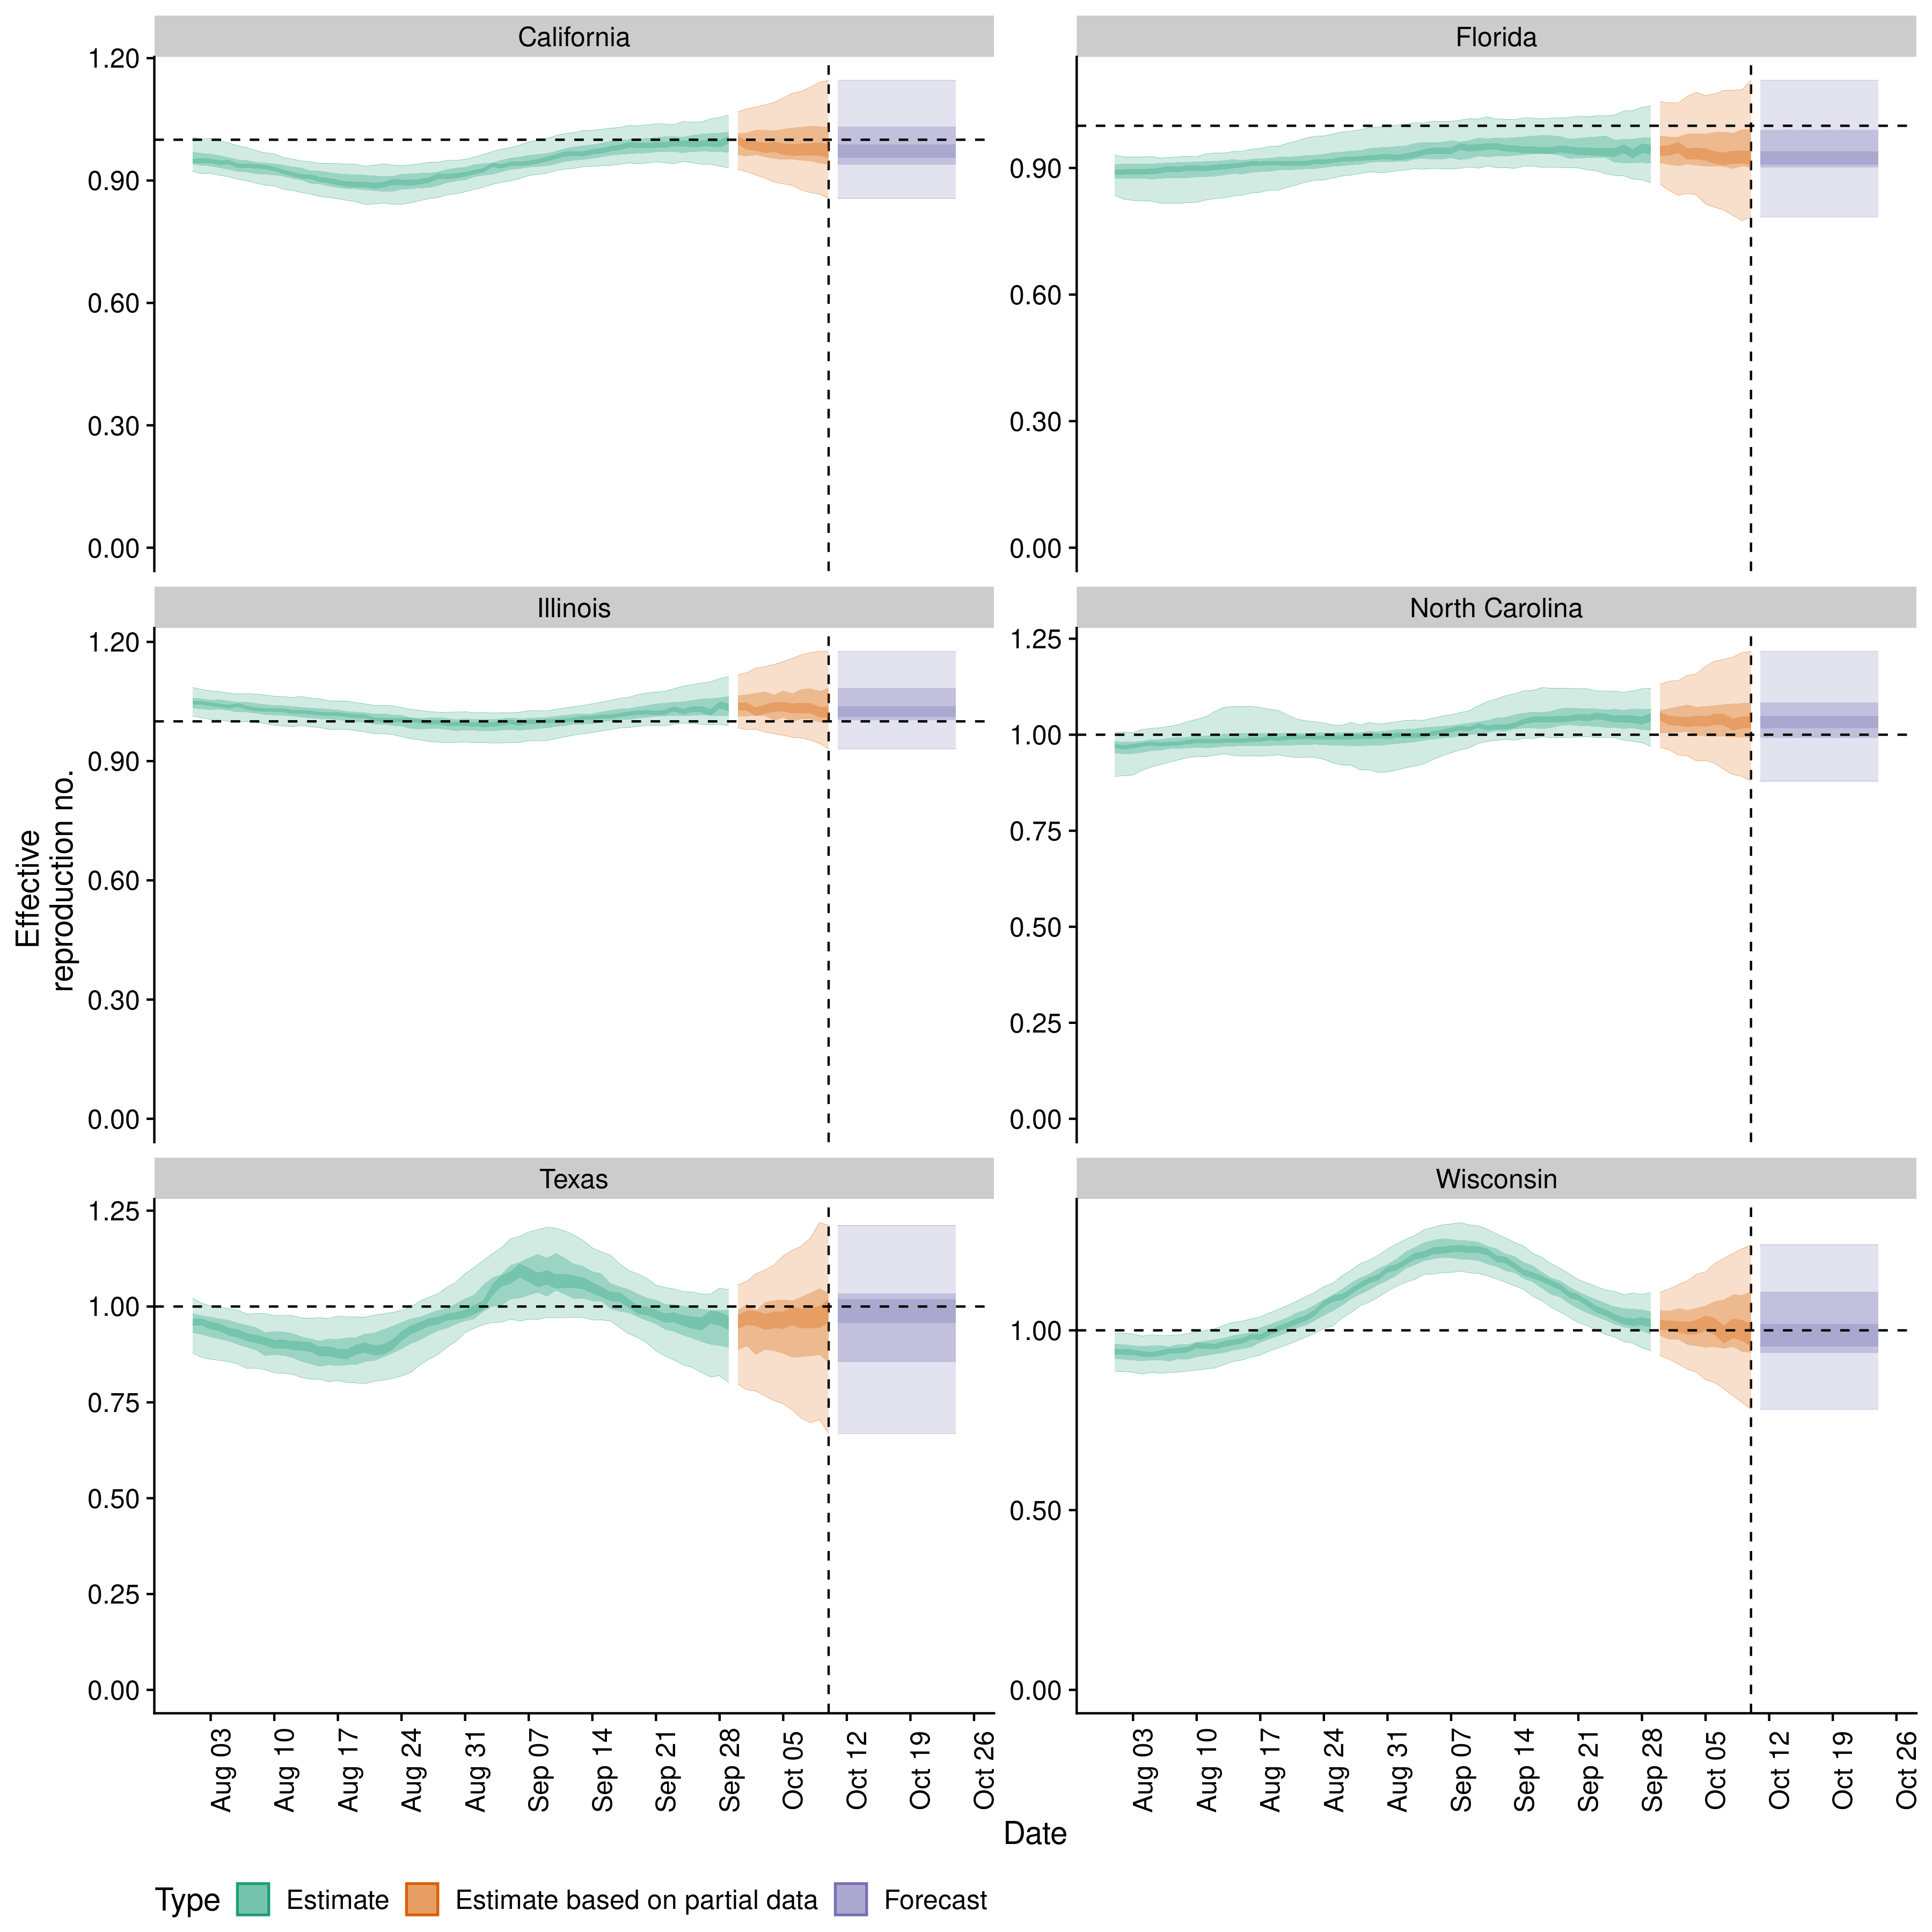 California
Florida
1.20
0.90
0.60
0.30
0.00
0.90
0.60
0.30
0.00
Illinois
North Carolina
1.20
0.90
0.60
0.30
0.00
1.25
1.00
0.75
0.50
0.25
0.00
Effective
reproduction no.
Texas
Wisconsin
1.25
1.00
0.75
0.50
0.25
0.00
1.00
0.50
0.00
Aug 03
Aug 10
Aug 17
Aug 24
Aug 31
Sep 07
Sep 14
Sep 21
Sep 28
Oct 05
Oct 12
Oct 19
Oct 26
Aug 03
Aug 10
Aug 17
Aug 24
Aug 31
Sep 07
Sep 14
Sep 21
Sep 28
Oct 05
Oct 12
Oct 19
Oct 26
Date
Type Estimate Estimate based on partial data Forecast